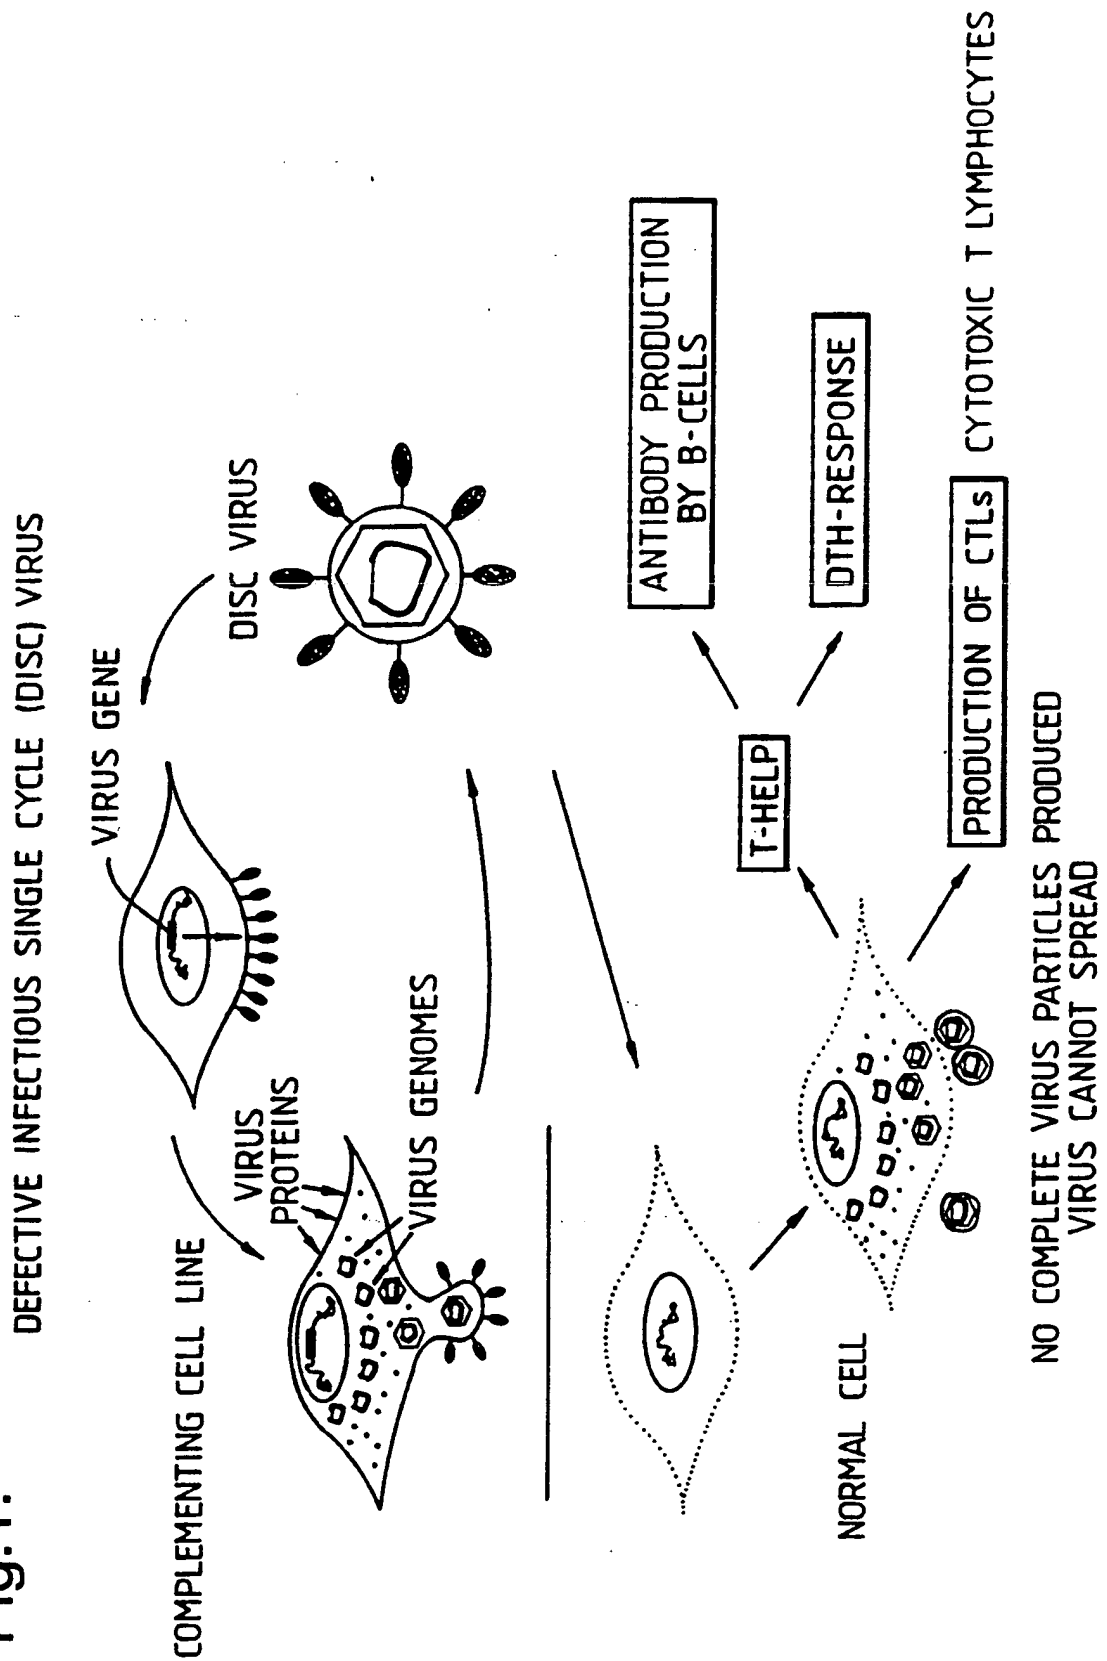 Fig.1.
DEFECTIVE INFECTIOUS SINGLE CYCLE (DISC) VIRUS
VIRUS GENE
COMPLEMENTING CELL LINE
DISC VIRUS
VIRUS
PROTEINS
VIRUS GENOMES
ANTIBODY PRODUCTION
BY B-CELLS
T-HELP
DTH-RESPONSE
NORMAL CELL
PRODUCTION OF CTLs
CYTOTOXIC T LYMPHOCYTES
NO COMPLETE VIRUS PARTICLES PRODUCED
VIRUS CANNOT SPREAD